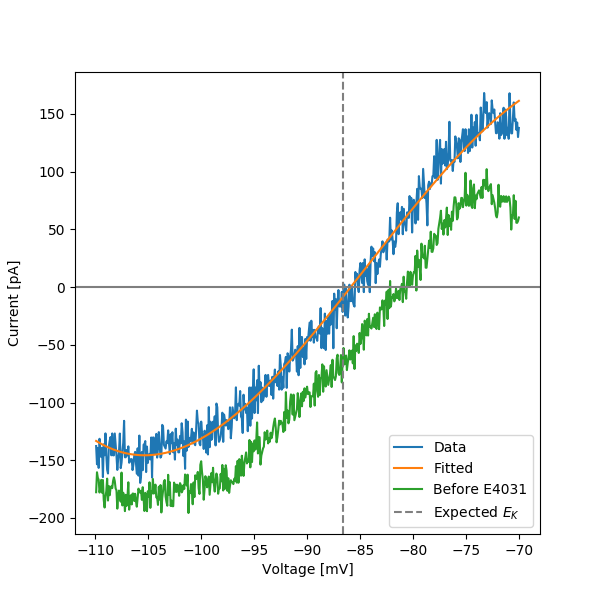 150
100
50
0
−50
−100
−150
−200
Current [pA]
Data
Fitted
Before E4031
Expected E_K
−110 −105 −100 −95 −90 −85 −80 −75 −70
Voltage [mV]